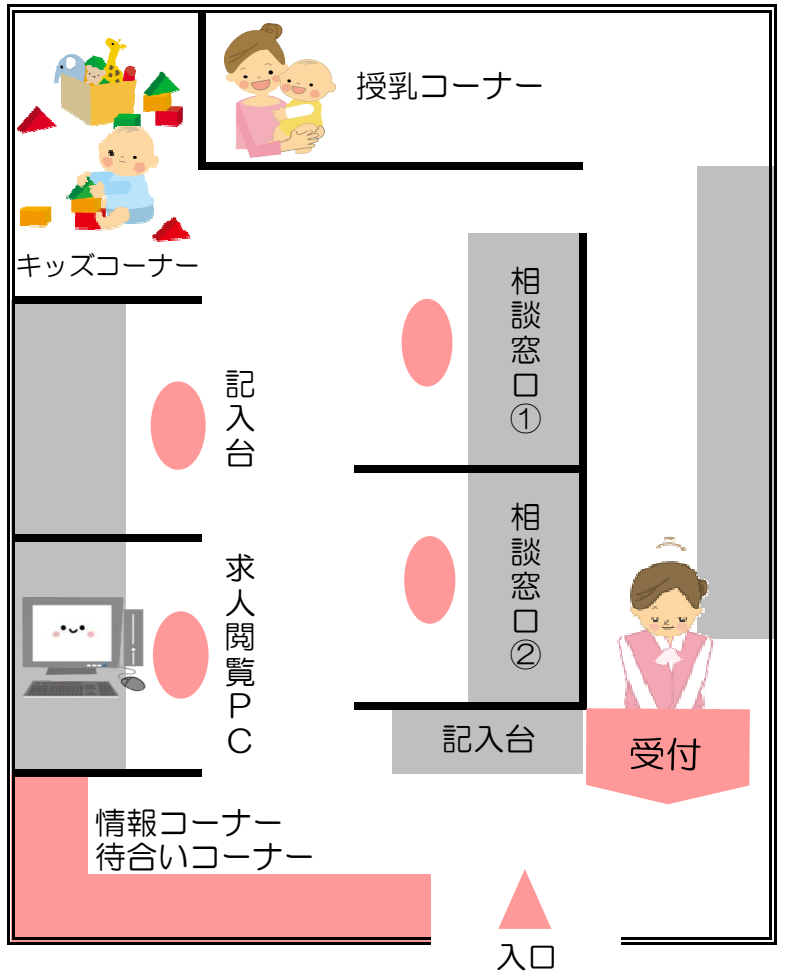 授乳コーナー
キッズコーナー
相談窓口①
記入台
相談窓口②
求人閲覧PC
記入台
受付
情報コーナー
待合いコーナー
入口